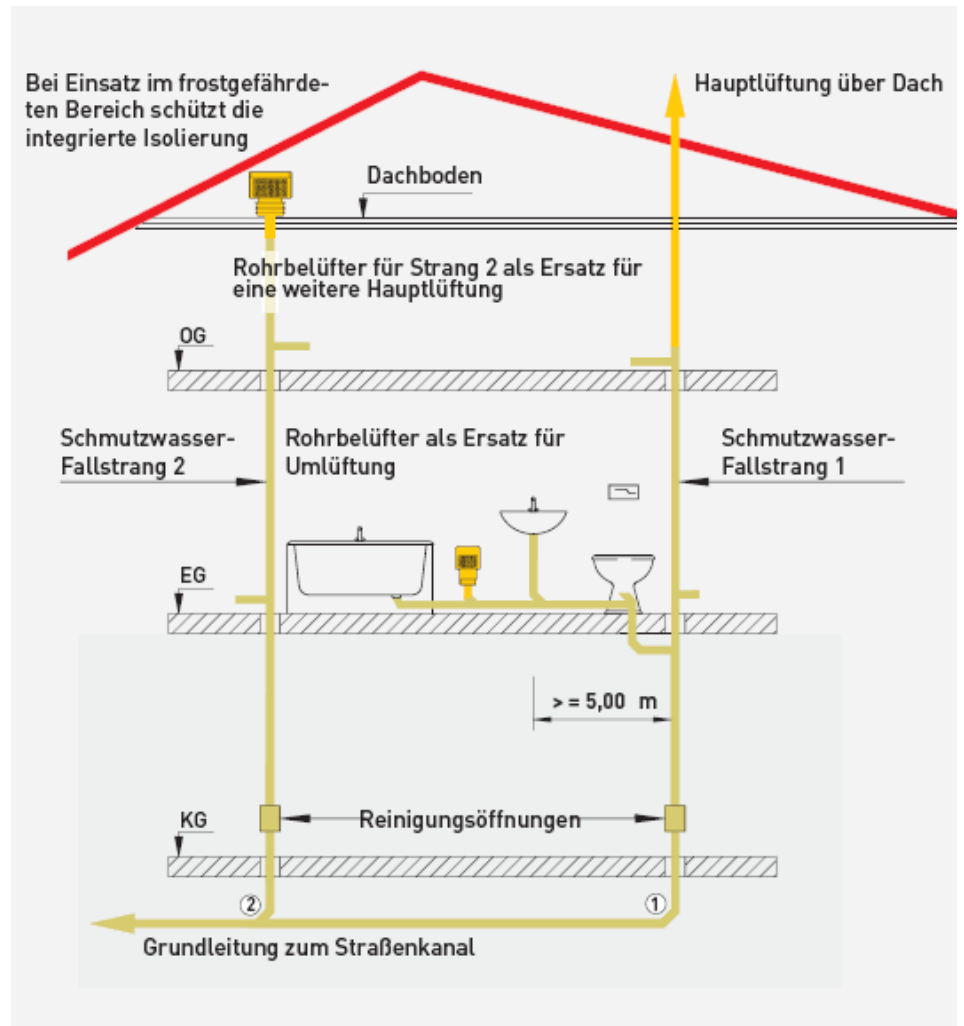 Bei Einsatz im frostgefährde-
ten Bereich schützt die
integrierte Isolierung
Hauptlüftung über Dach
Dachboden
Rohrbelüfter für Strang 2 als Ersatz für
eine weitere Hauptlüftung
OG
Schmutzwasser-
Fallstrang 2
Rohrbelüfter als Ersatz für
Umlüftung
Schmutzwasser-
Fallstrang 1
EG
> = 5,00 m
KG
Reinigungsöffnungen
2
1
Grundleitung zum Straßenkanal